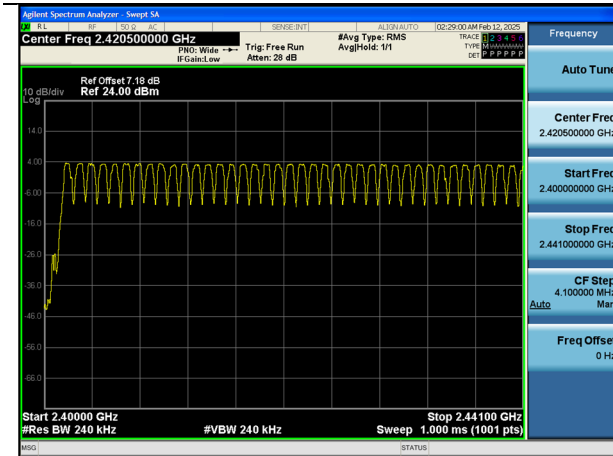 Agilent Spectrum Analyzer - Swept SA
RL RF 50 Ω AC SENSE:INT ALIGN AUTO 02:29:00 AM Feb 12, 2025
Center Freq 2.420500000 GHz
PNO: Wide
IFGain:Low
Trig: Free Run
Atten: 28 dB
#Avg Type: RMS
Avg|Hold: 1/1
TRACE 1 2 3 4 5 6
TYPE M
DET P P P P P P
Ref Offset 7.18 dB
10 dB/div Ref 24.00 dBm
Log
14.0
4.00
-6.00
-16.0
-26.0
-36.0
-46.0
-56.0
-66.0
Start 2.40000 GHz Stop 2.44100 GHz
#Res BW 240 kHz #VBW 240 kHz Sweep 1.000 ms (1001 pts)
MSG STATUS
Frequency
Auto Tune
Center Freq
2.420500000 GHz
Start Freq
2.400000000 GHz
Stop Freq
2.441000000 GHz
CF Step
4.100000 MHz
Auto Man
Freq Offset
0 Hz